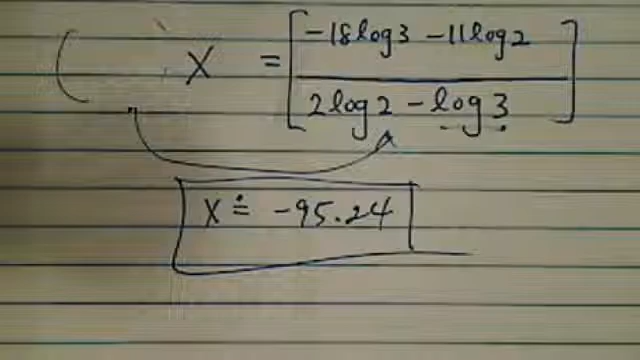 X = [ -18log3 -11log2 / 2log2 - log3 ]
X ≐ -95.24